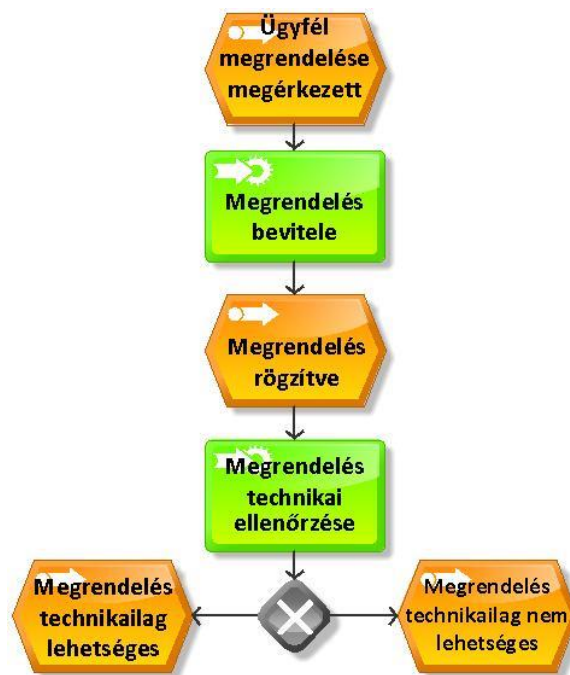 Ügyfél
megrendelése
megérkezett
Megrendelés
bevitele
Megrendelés
rögzítve
Megrendelés
technikai
ellenőrzése
Megrendelés
technikailag
lehetséges
Megrendelés
technikailag nem
lehetséges